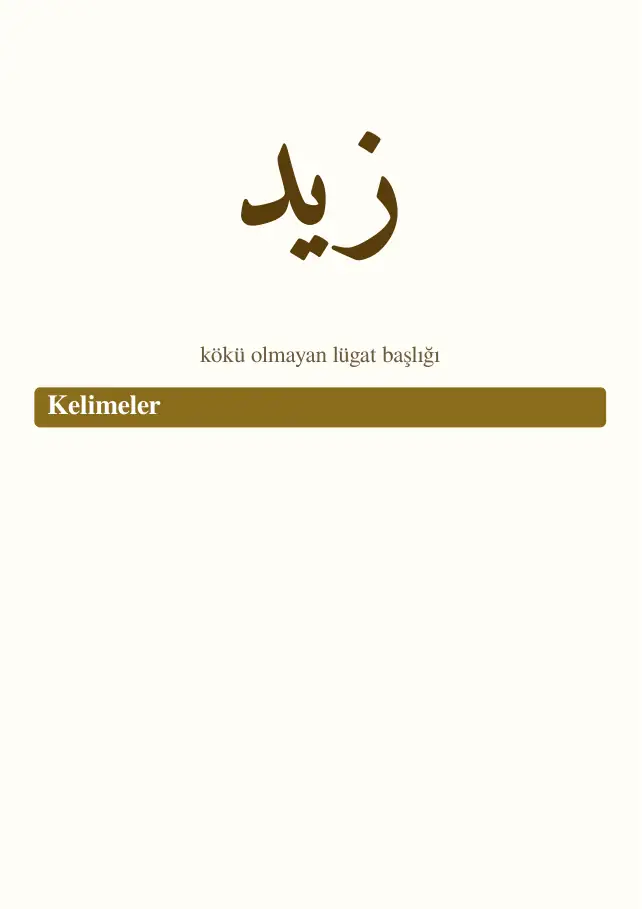 زيد
kökü olmayan lügat başlığı
Kelimeler